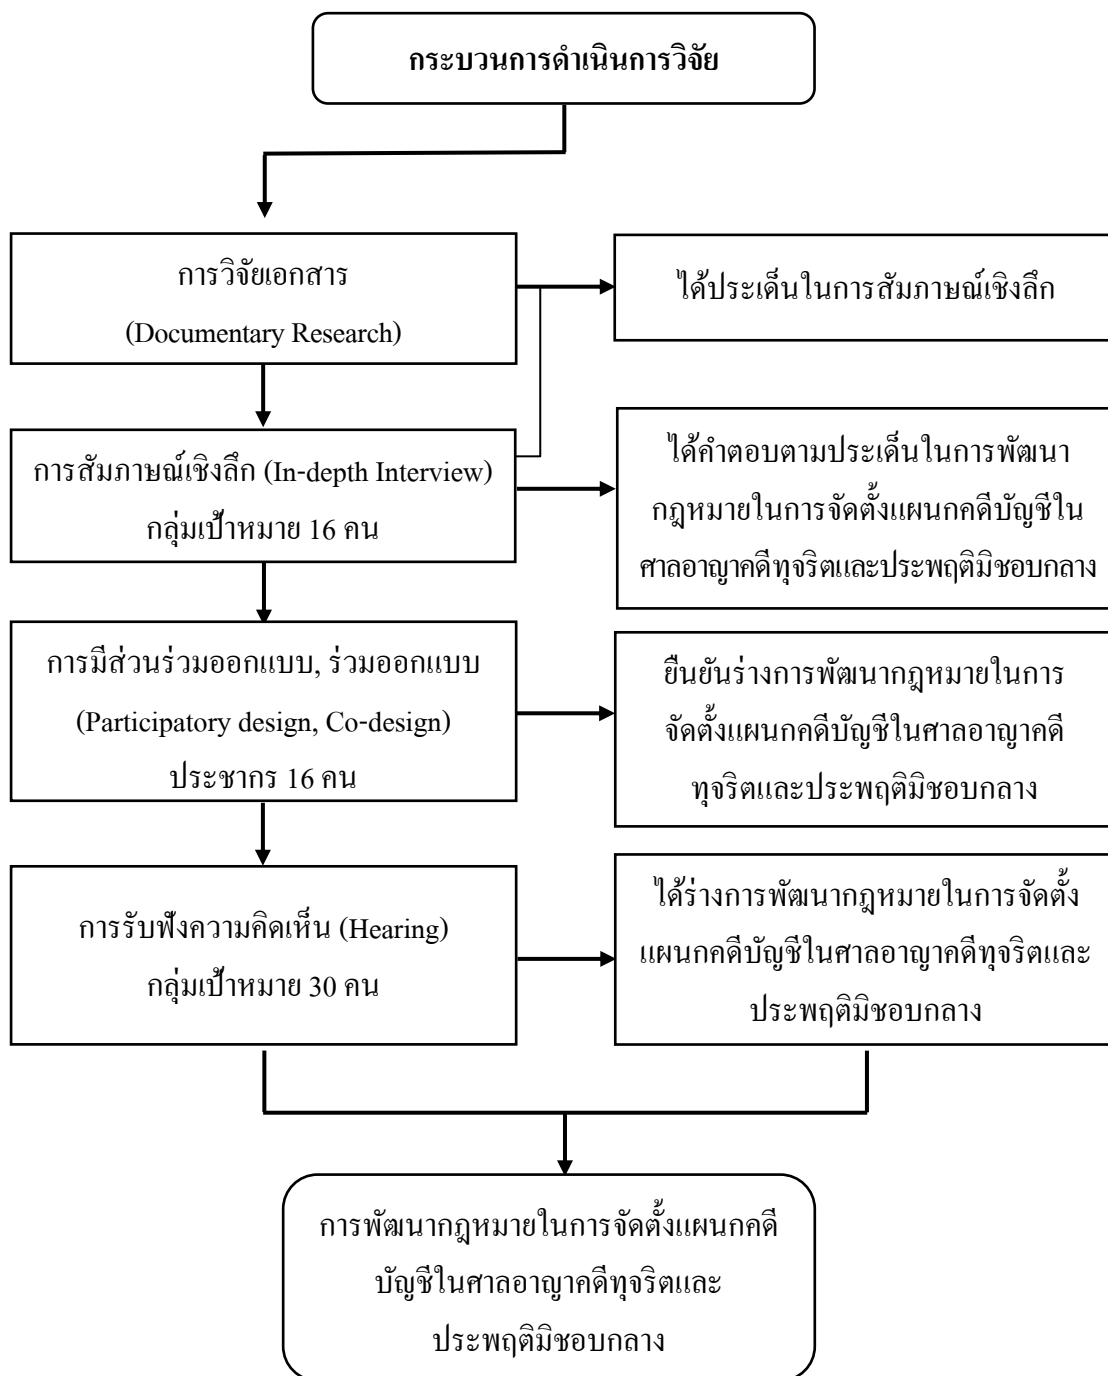 กระบวนการดำเนินการวิจัย
การวิจัยเอกสาร
(Documentary Research)
ได้ประเด็นในการสัมภาษณ์เชิงลึก
การสัมภาษณ์เชิงลึก (In-depth Interview)
กลุ่มเป้าหมาย 16 คน
ได้คำตอบตามประเด็นในการพัฒนา
กฎหมายในการจัดตั้งแผนกคดีบัญชีใน
ศาลอาญาคดีทุจริตและประพฤติมิชอบกลาง
การมีส่วนร่วมออกแบบ, ร่วมออกแบบ
(Participatory design, Co-design)
ประชากร 16 คน
ยืนยันร่างการพัฒนากฎหมายในการ
จัดตั้งแผนกคดีบัญชีในศาลอาญาคดี
ทุจริตและประพฤติมิชอบกลาง
การรับฟังความคิดเห็น (Hearing)
กลุ่มเป้าหมาย 30 คน
ได้ร่างการพัฒนากฎหมายในการจัดตั้ง
แผนกคดีบัญชีในศาลอาญาคดีทุจริตและ
ประพฤติมิชอบกลาง
การพัฒนากฎหมายในการจัดตั้งแผนกคดี
บัญชีในศาลอาญาคดีทุจริตและ
ประพฤติมิชอบกลาง